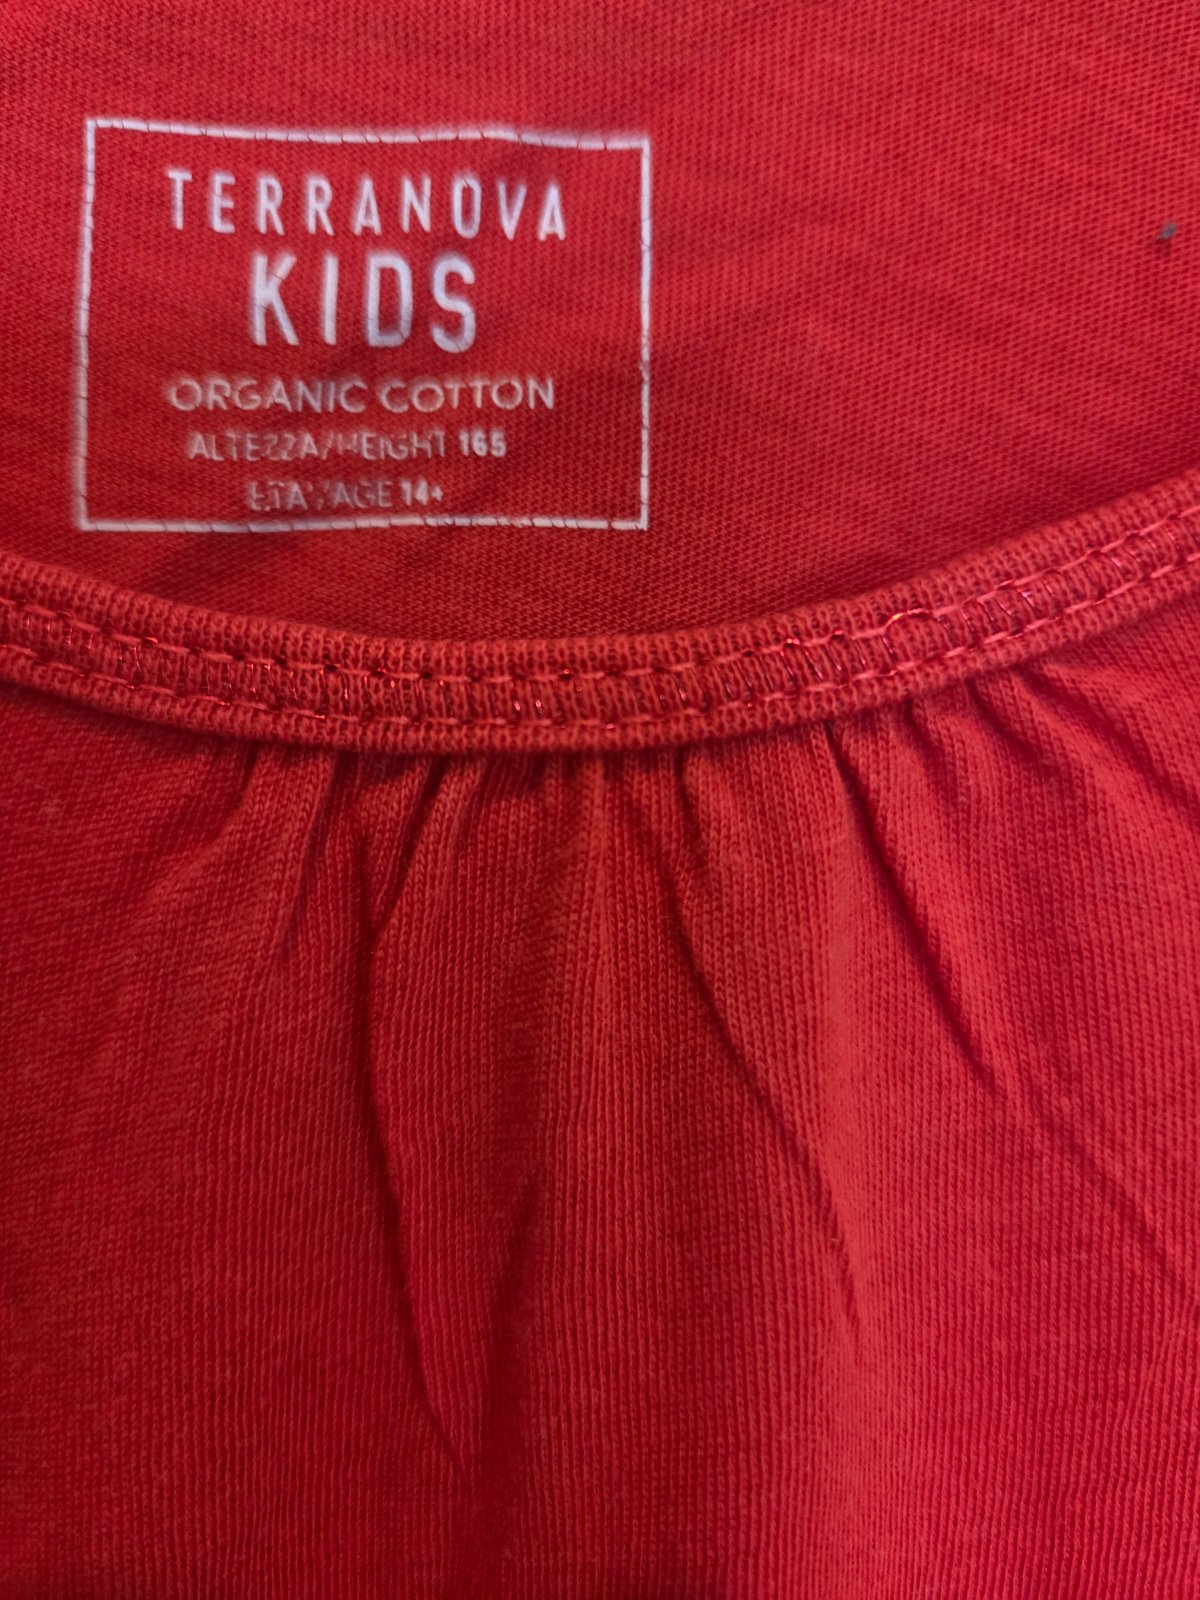 TERRANOVA
KIDS
ORGANIC COTTON
ALTEZZA/HEIGHT 165
ETA'/AGE 14+